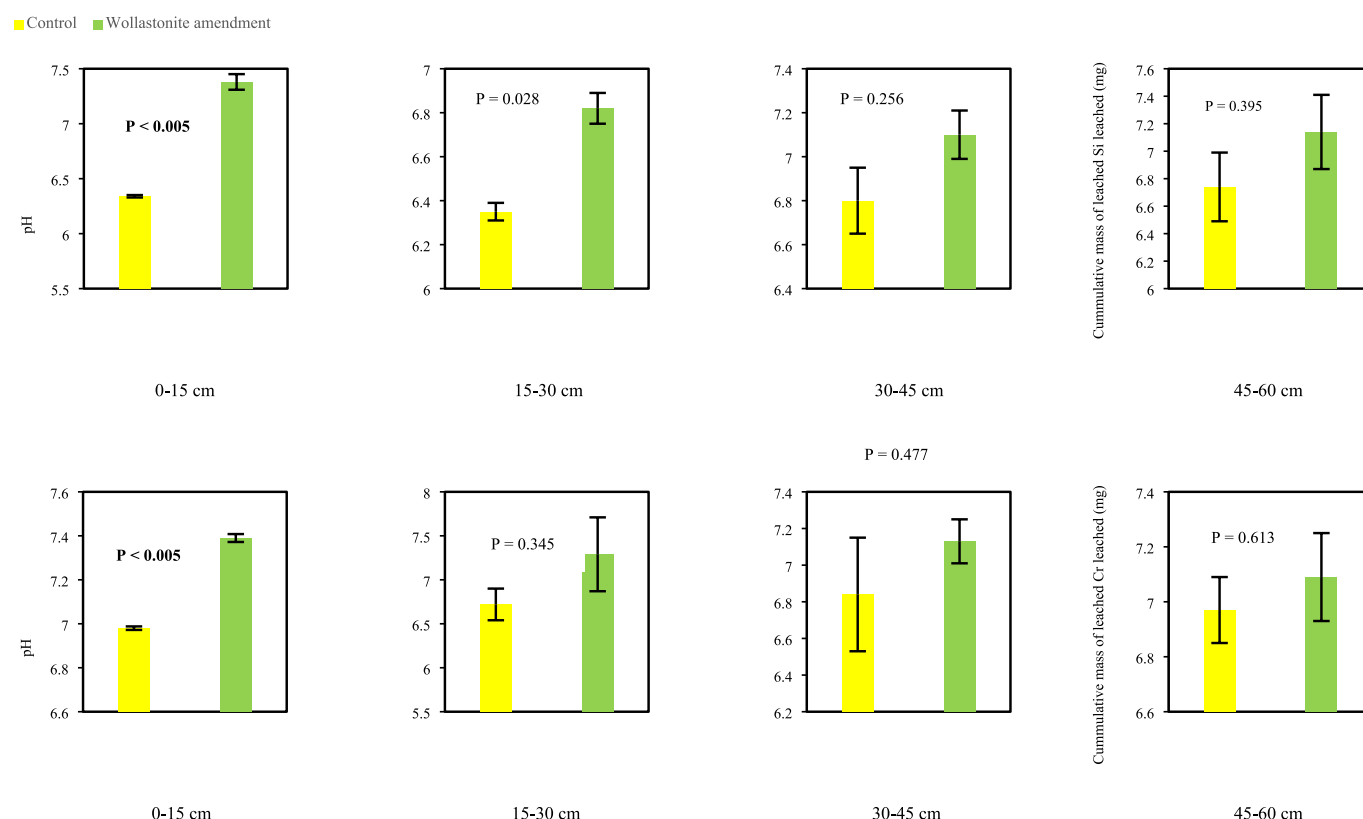 Control Wollastonite amendment
7.5
7
6.5
6
5.5
pH
P < 0.005
0-15 cm
7
6.8
6.6
6.4
6.2
6
P = 0.028
15-30 cm
7.4
7.2
7
6.8
6.6
6.4
P = 0.256
30-45 cm
Cummulative mass of leached Si leached (mg)
7.6
7.4
7.2
7
6.8
6.6
6.4
6.2
6
P = 0.395
45-60 cm
7.6
7.4
7.2
7
6.8
6.6
pH
P < 0.005
0-15 cm
8
7.5
7
6.5
6
5.5
P = 0.345
15-30 cm
P = 0.477
7.4
7.2
7
6.8
6.6
6.4
6.2
30-45 cm
Cummulative mass of leached Cr leached (mg)
7.4
7.2
7
6.8
6.6
P = 0.613
45-60 cm